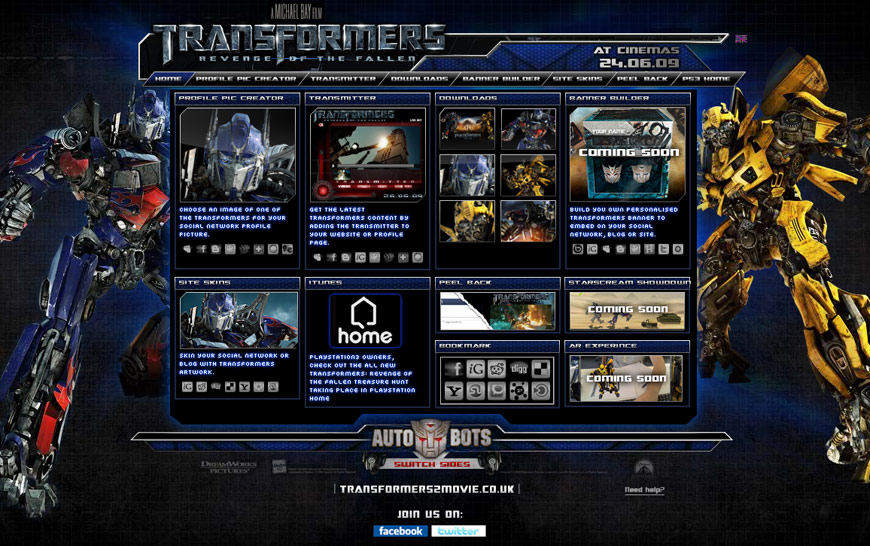 A MICHAEL BAY FILM
TRANSFORMERS
REVENGE OF THE FALLEN
AT CINEMAS
24.06.09
HOME
PROFILE PIC CREATOR
TRANSMITTER
DOWNLOADS
BANNER BUILDER
SITE SKINS
PEEL BACK
PS3 HOME
PROFILE PIC CREATOR
CHOOSE AN IMAGE OF ONE OF
THE TRANSFORMERS FOR YOUR
SOCIAL NETWORK PROFILE
PICTURE.
TRANSMITTER
TRANSFORMERS
TRANSMITTER
26.06.09
GET THE LATEST
TRANSFORMERS CONTENT BY
ADDING THE TRANSMITTER TO
YOUR WEBSITE OR PROFILE
PAGE.
DOWNLOADS
BANNER BUILDER
YOUR NAME
COMING SOON
BUILD YOU OWN PERSONALISED
TRANSFORMERS BANNER TO
EMBED ON YOUR SOCIAL
NETWORK, BLOG OR SITE.
SITE SKINS
SKIN YOUR SOCIAL NETWORK OR
BLOG WITH TRANSFORMERS
ARTWORK.
ITUNES
home
PLAYSTATION3 OWNERS,
CHECK OUT THE ALL NEW
TRANSFORMERS: REVENGE OF
THE FALLEN TREASURE HUNT
TAKING PLACE IN PLAYSTATION
HOME
PEEL BACK
TRANSFORMERS
STARSCREAM SHOWDOWN
COMING SOON
BOOKMARK
digg
AR EXPERINCE
COMING SOON
AUTOBOTS
SWITCH SIDES
DREAMWORKS
PICTURES
TRANSFORMERS2MOVIE.CO.UK
Need help?
JOIN US ON:
facebook
twitter